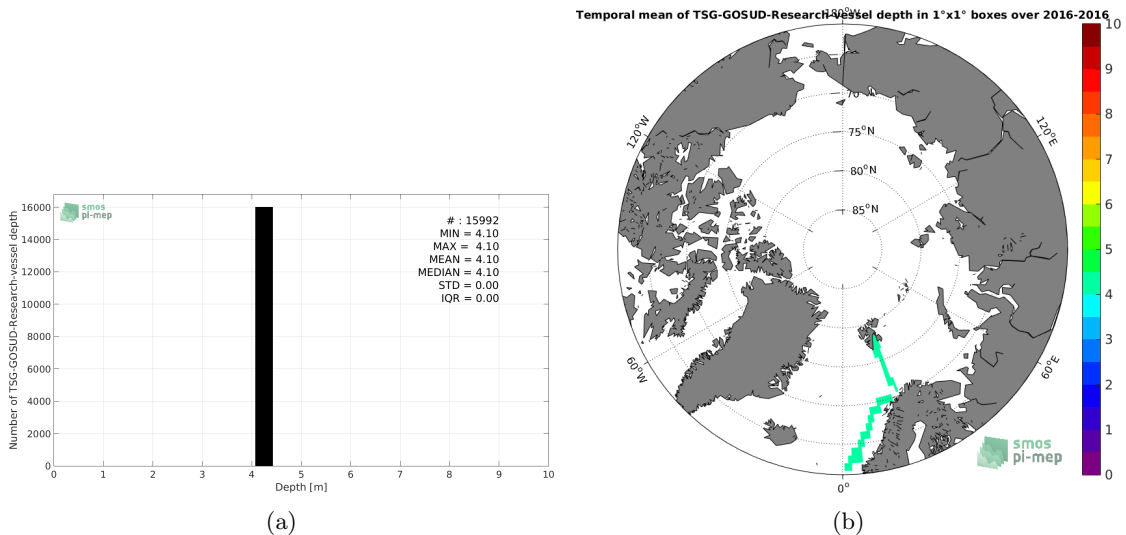 16000
14000
12000
10000
8000
6000
4000
2000
0
Number of TSG-GOSUD-Research-vessel depth
smos
pi-mep
# : 15992
MIN = 4.10
MAX = 4.10
MEAN = 4.10
MEDIAN = 4.10
STD = 0.00
IQR = 0.00
0 1 2 3 4 5 6 7 8 9 10
Depth [m]
(a)
Temporal mean of TSG-GOSUD-Research-vessel depth in 1°x1° boxes over 2016-2016
180°W
120°W
120°E
70°N
75°N
80°N
85°N
60°W
60°E
0°
smos
pi-mep
10
9
8
7
6
5
4
3
2
1
0
(b)